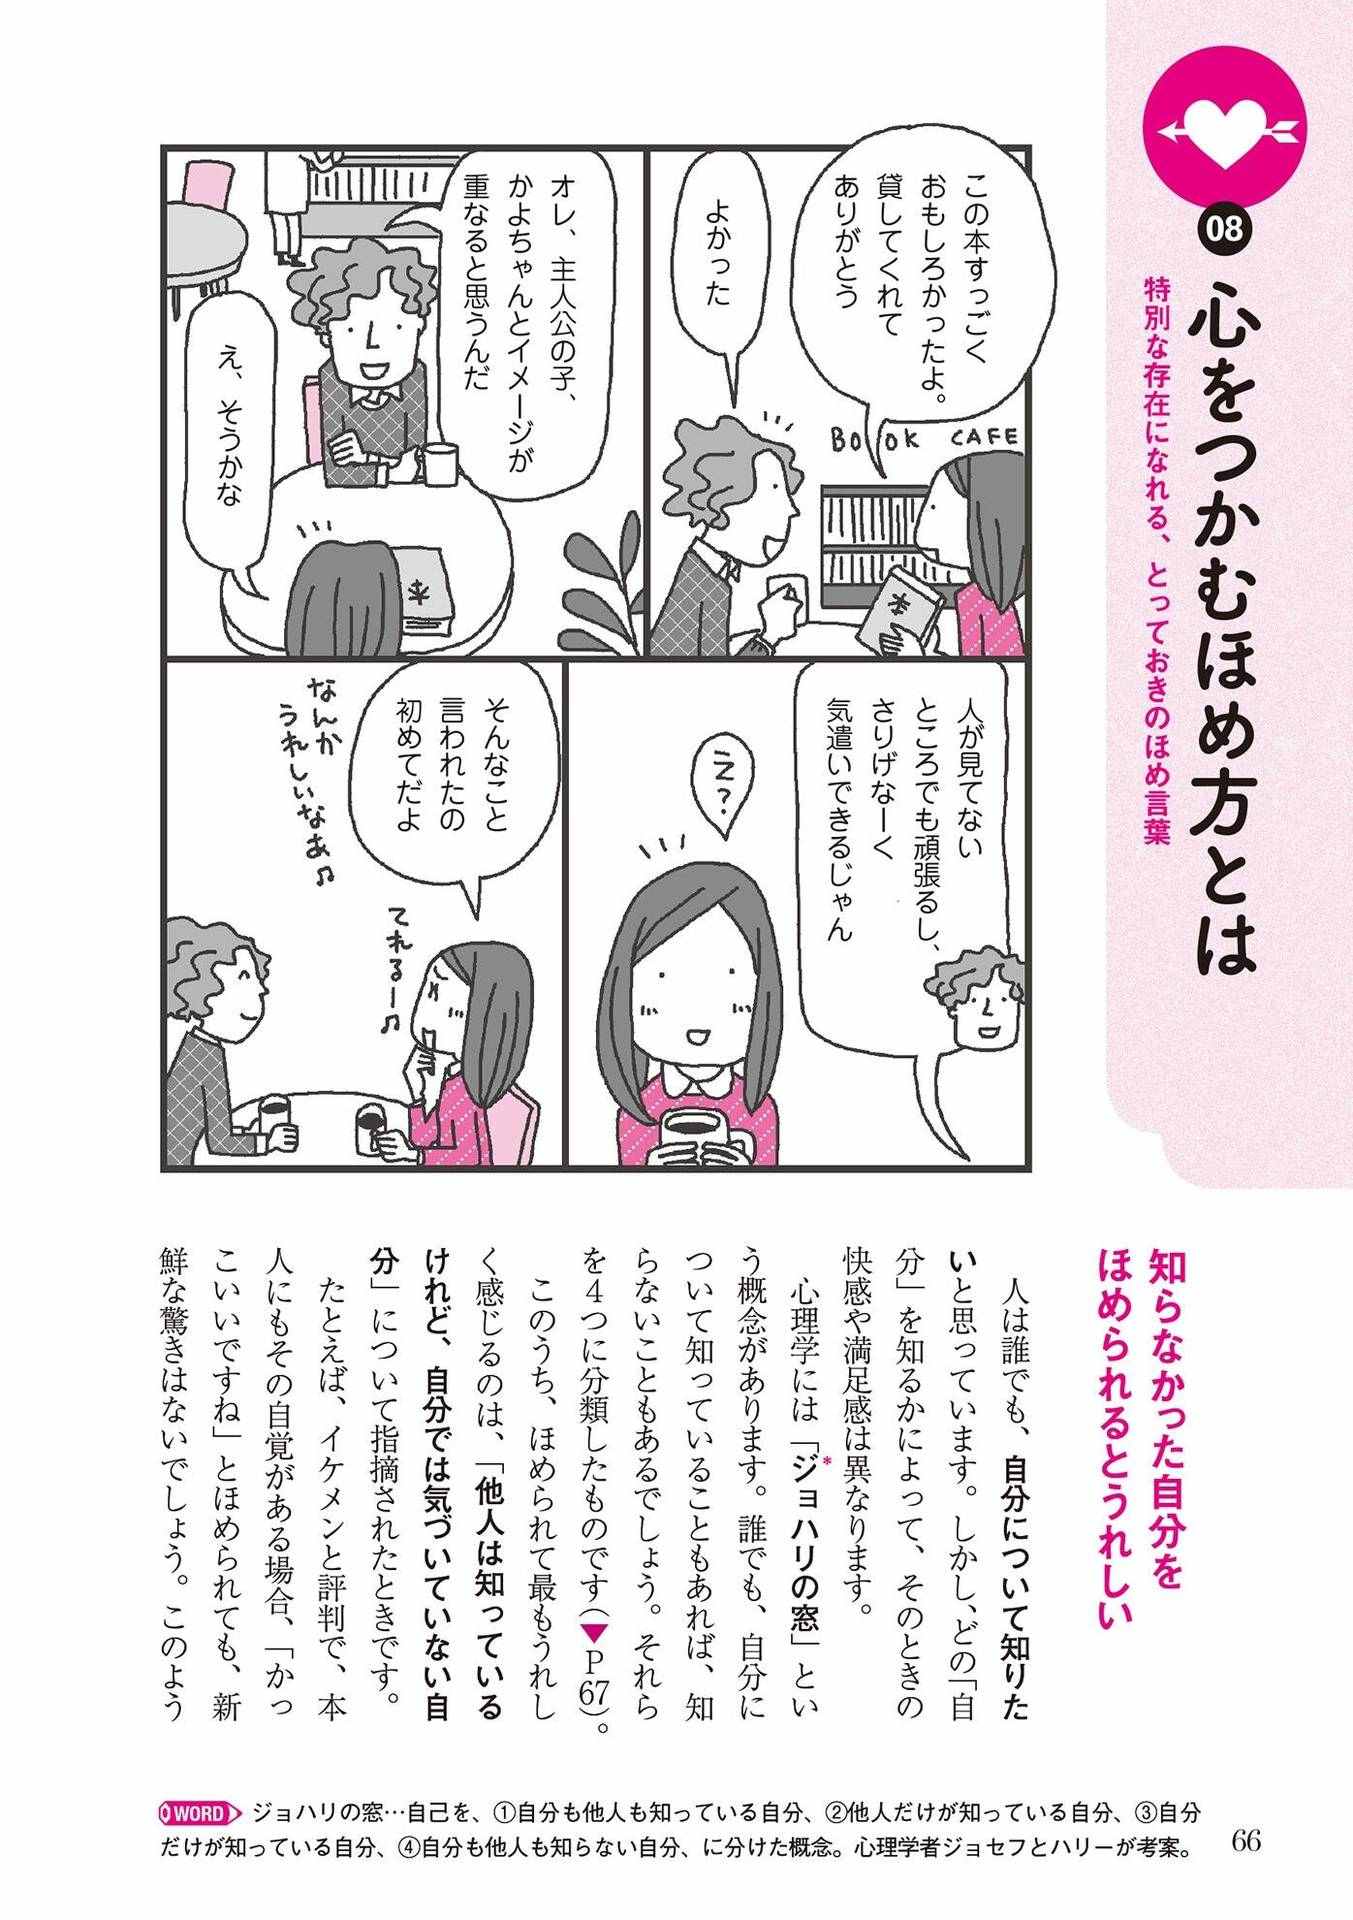 08
心をつかむほめ方とは
特別な存在になれる、とっておきのほめ言葉
この本すっごく
おもしろかったよ。
貸してくれて
ありがとう
よかった
BOOK CAFE
本
オレ、主人公の子、
かよちゃんとイメージが
重なると思うんだ
え、そうかな
本
人が見てない
ところでも頑張るし、
さりげなーく
気遣いできるじゃん
え?
そんなこと
言われたの
初めてだよ
てれるー♫
なんか
うれしいなあ♫
知らなかった自分を
ほめられるとうれしい
人は誰でも、自分について知りた
いと思っています。しかし、どの「自
分」を知るかによって、そのときの
快感や満足感は異なります。
心理学には「ジョハリの窓」とい
*
う概念があります。誰でも、自分に
ついて知っていることもあれば、知
らないこともあるでしょう。それら
を4つに分類したものです(▼P67)。
このうち、ほめられて最もうれし
く感じるのは、「他人は知っている
けれど、自分では気づいていない自
分」について指摘されたときです。
たとえば、イケメンと評判で、本
人にもその自覚がある場合、「かっ
こいいですね」とほめられても、新
鮮な驚きはないでしょう。このよう
WORD ジョハリの窓…自己を、①自分も他人も知っている自分、②他人だけが知っている自分、③自分
だけが知っている自分、④自分も他人も知らない自分、に分けた概念。心理学者ジョセフとハリーが考案。
66